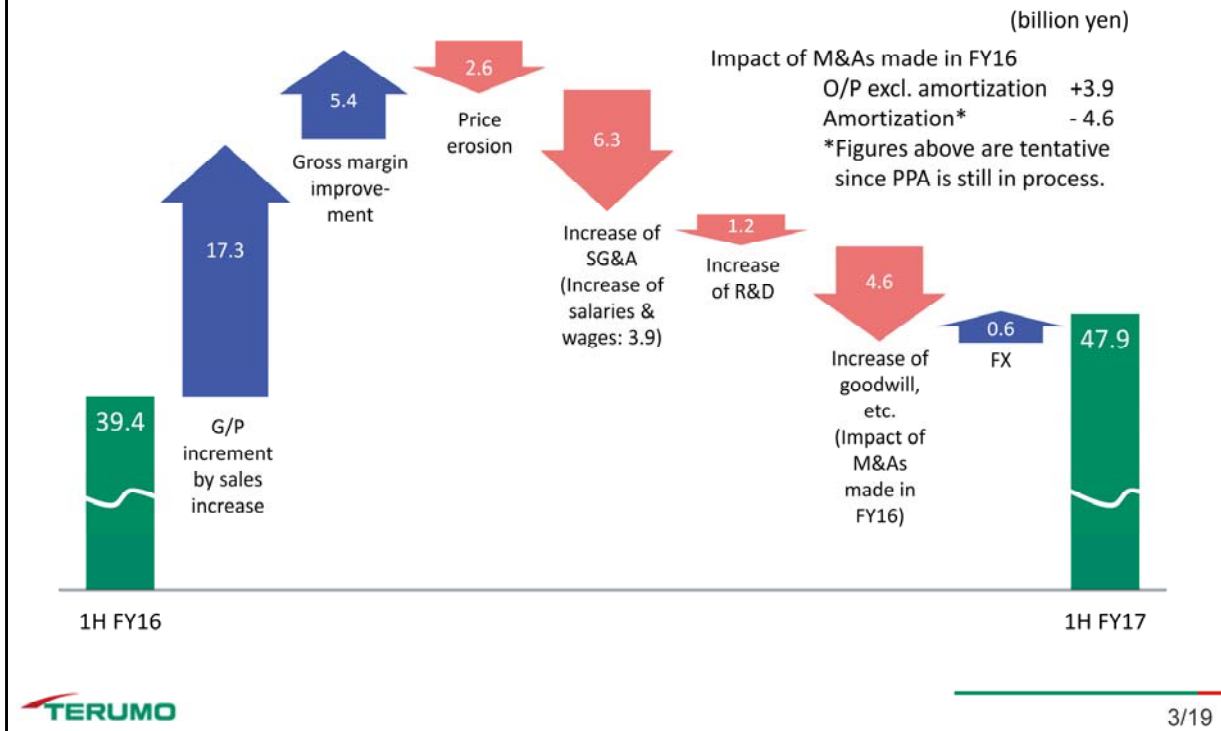 (billion yen)
Impact of M&As made in FY16
O/P excl. amortization +3.9
Amortization* - 4.6
*Figures above are tentative
since PPA is still in process.
39.4
17.3
G/P
increment
by sales
increase
5.4
Gross margin
improve-
ment
2.6
Price
erosion
6.3
Increase of
SG&A
(Increase of
salaries &
wages: 3.9)
1.2
Increase
of R&D
4.6
Increase of
goodwill,
etc.
(Impact of
M&As
made in
FY16)
0.6
FX
47.9
1H FY16
1H FY17
TERUMO
3/19